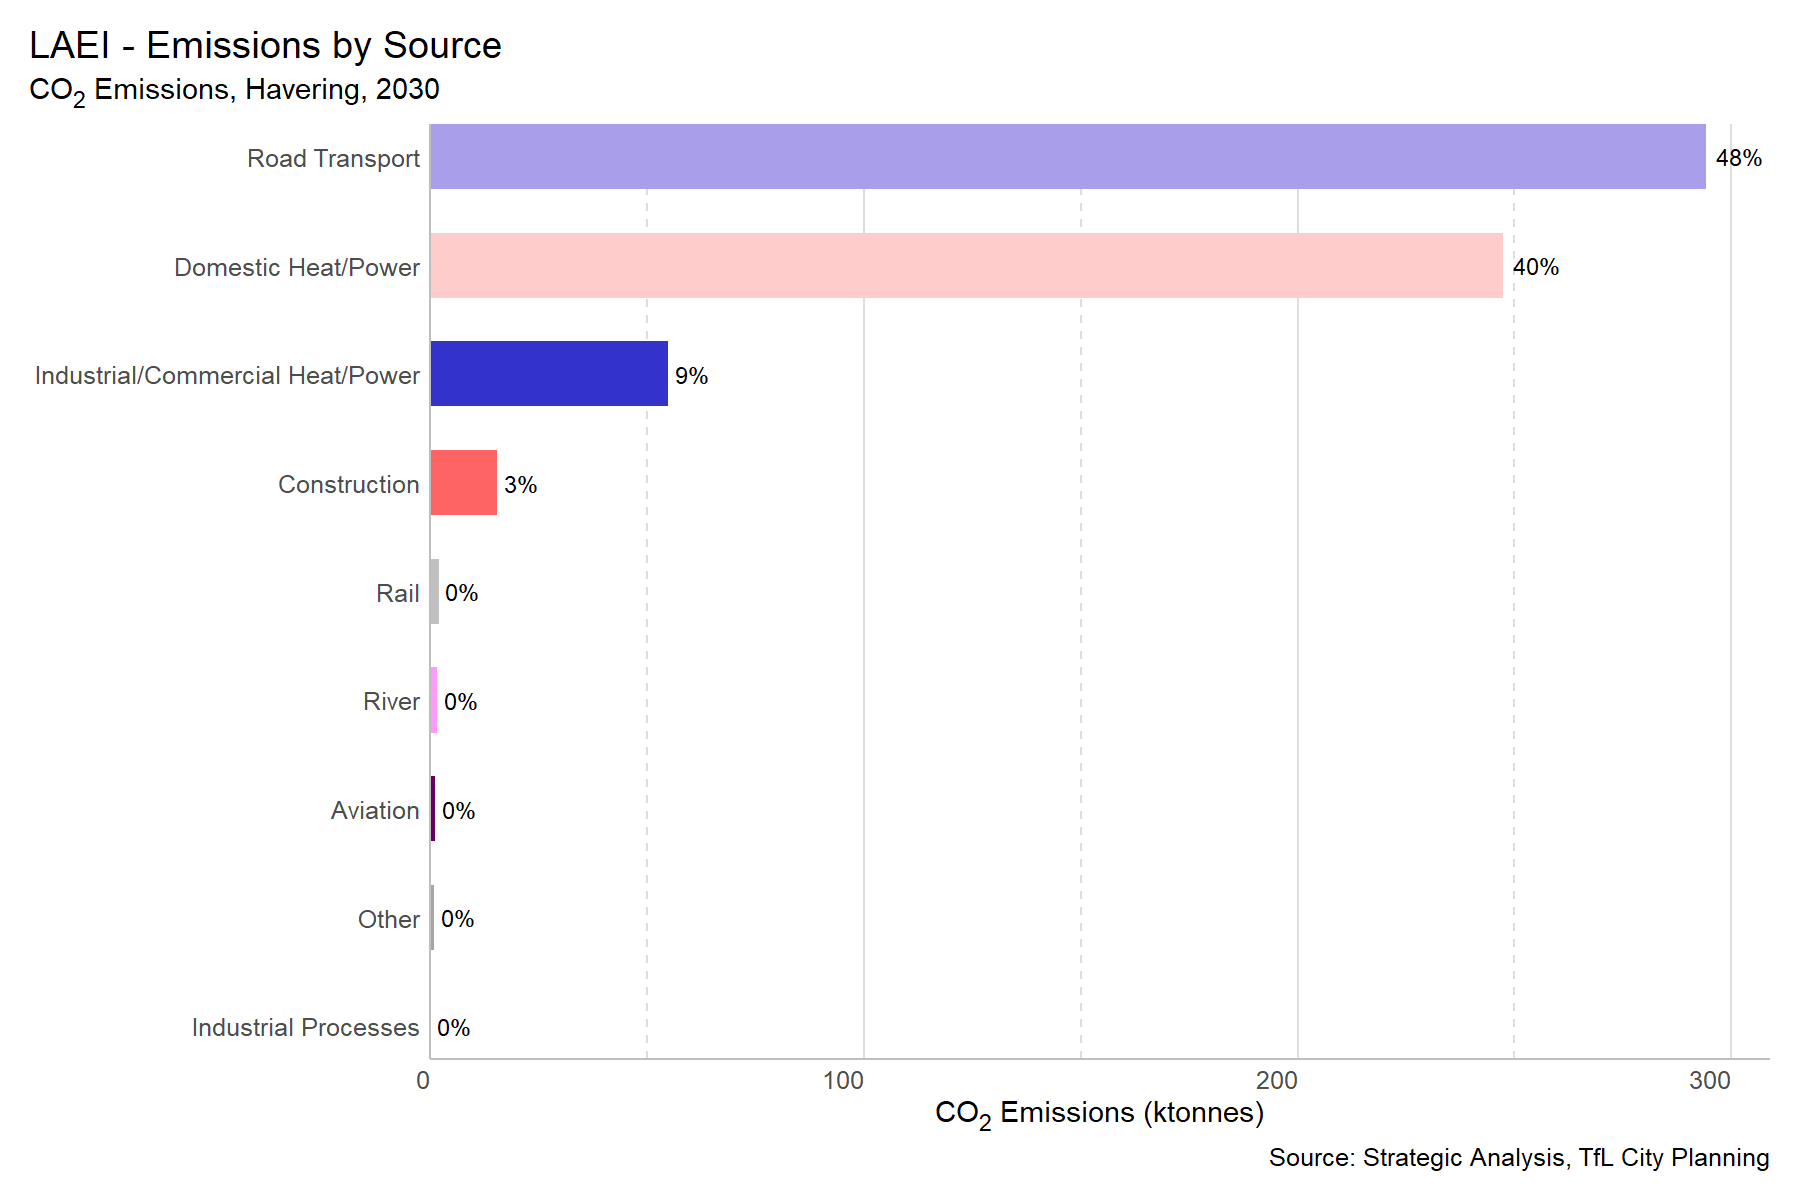 LAEI - Emissions by Source
CO₂ Emissions, Havering, 2030
Road Transport 48%
Domestic Heat/Power 40%
Industrial/Commercial Heat/Power 9%
Construction 3%
Rail 0%
River 0%
Aviation 0%
Other 0%
Industrial Processes 0%
0 100 200 300
CO₂ Emissions (ktonnes)
Source: Strategic Analysis, TfL City Planning